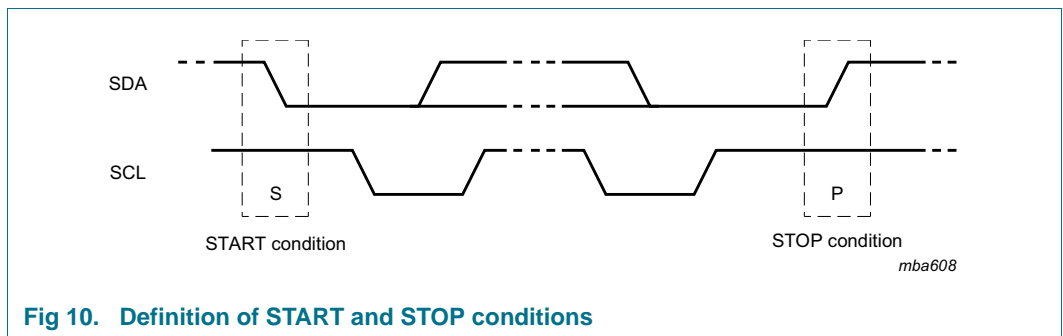 SDA
SCL
S
P
START condition
STOP condition
mba608
Fig 10. Definition of START and STOP conditions